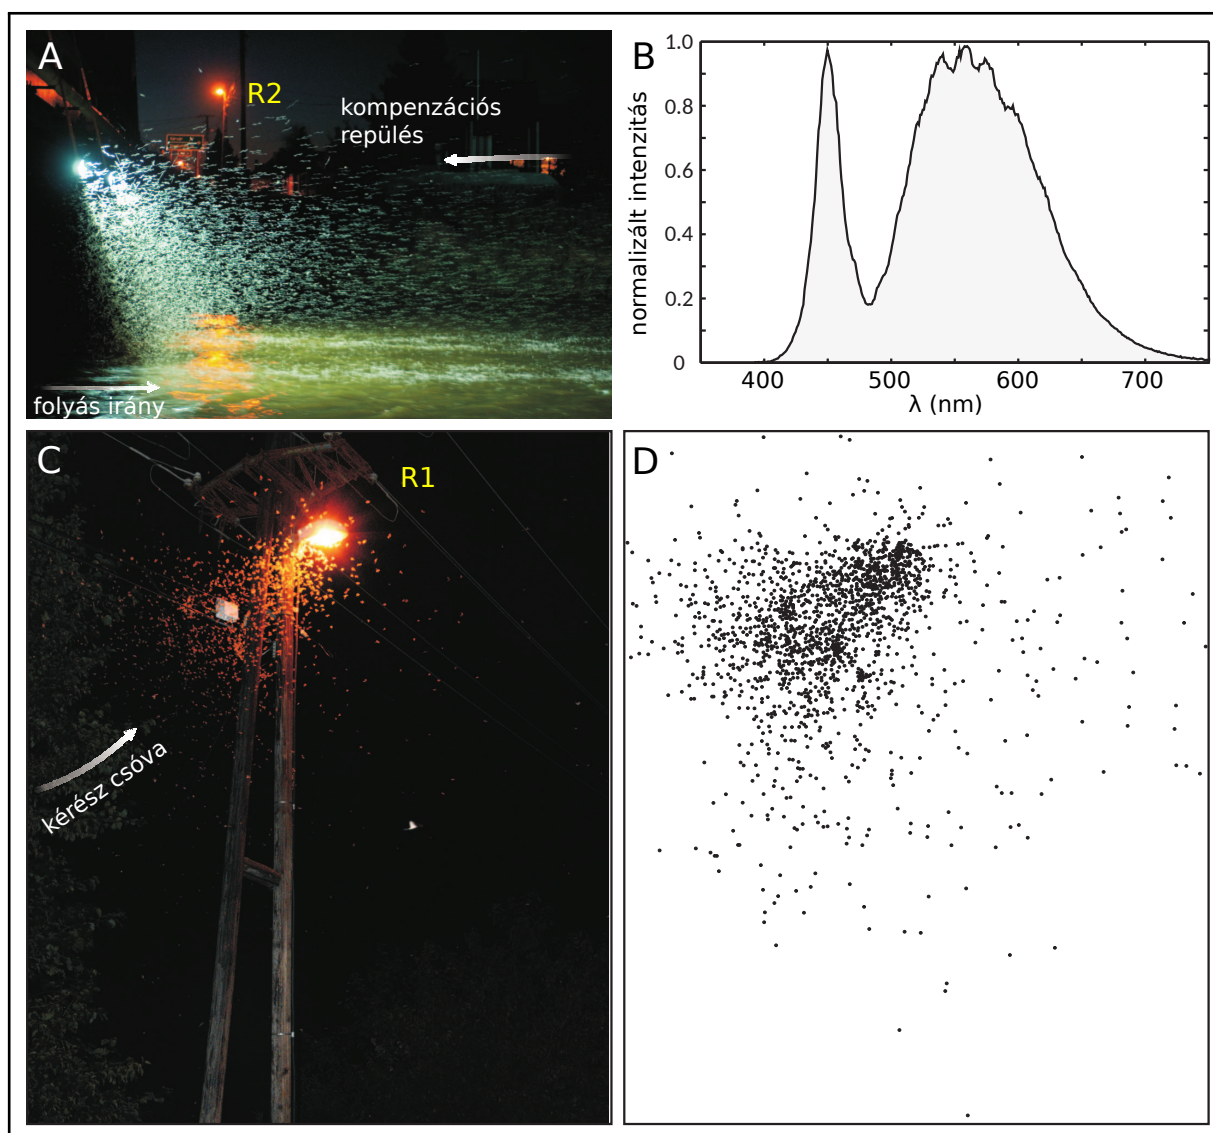 A
R2
kompenzációs
repülés
folyás irány
B
normalizált intenzitás
1.0
0.8
0.6
0.4
0.2
0
400
500
600
700
λ (nm)
C
R1
kérész csóva
D